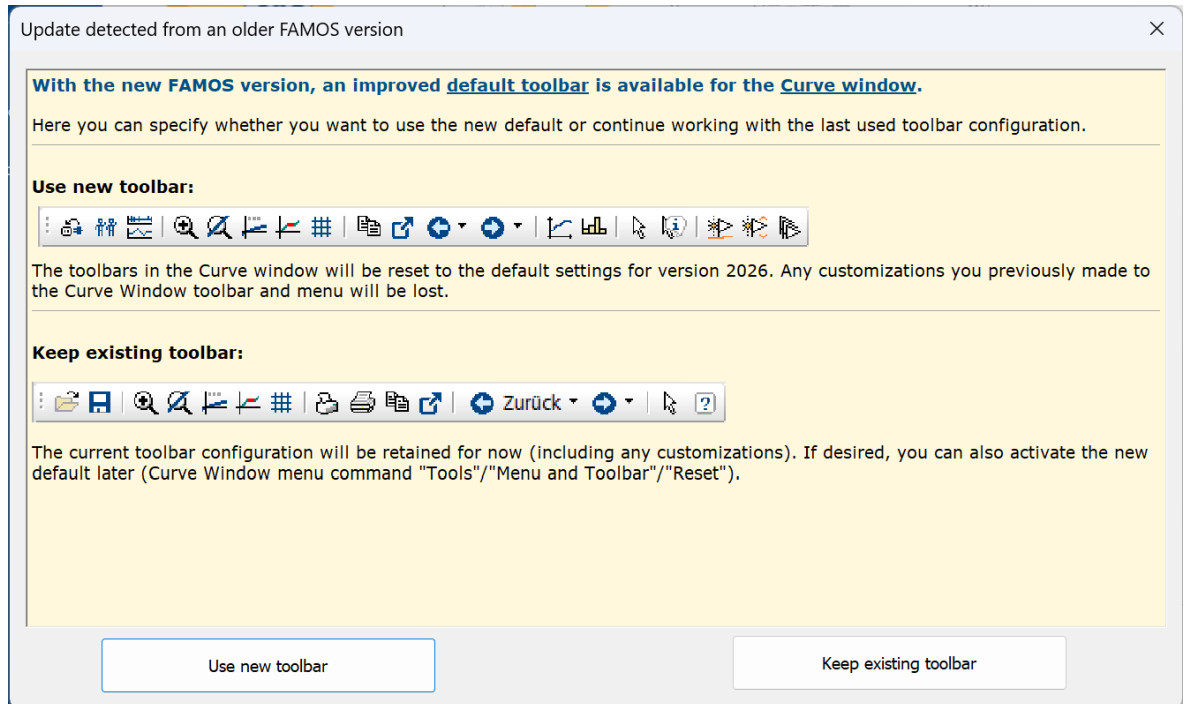 Update detected from an older FAMOS version
With the new FAMOS version, an improved default toolbar is available for the Curve window.
Here you can specify whether you want to use the new default or continue working with the last used toolbar configuration.
Use new toolbar:
The toolbars in the Curve window will be reset to the default settings for version 2026. Any customizations you previously made to
the Curve Window toolbar and menu will be lost.
Keep existing toolbar:
Zurück
The current toolbar configuration will be retained for now (including any customizations). If desired, you can also activate the new
default later (Curve Window menu command "Tools"/"Menu and Toolbar"/"Reset").
Use new toolbar
Keep existing toolbar